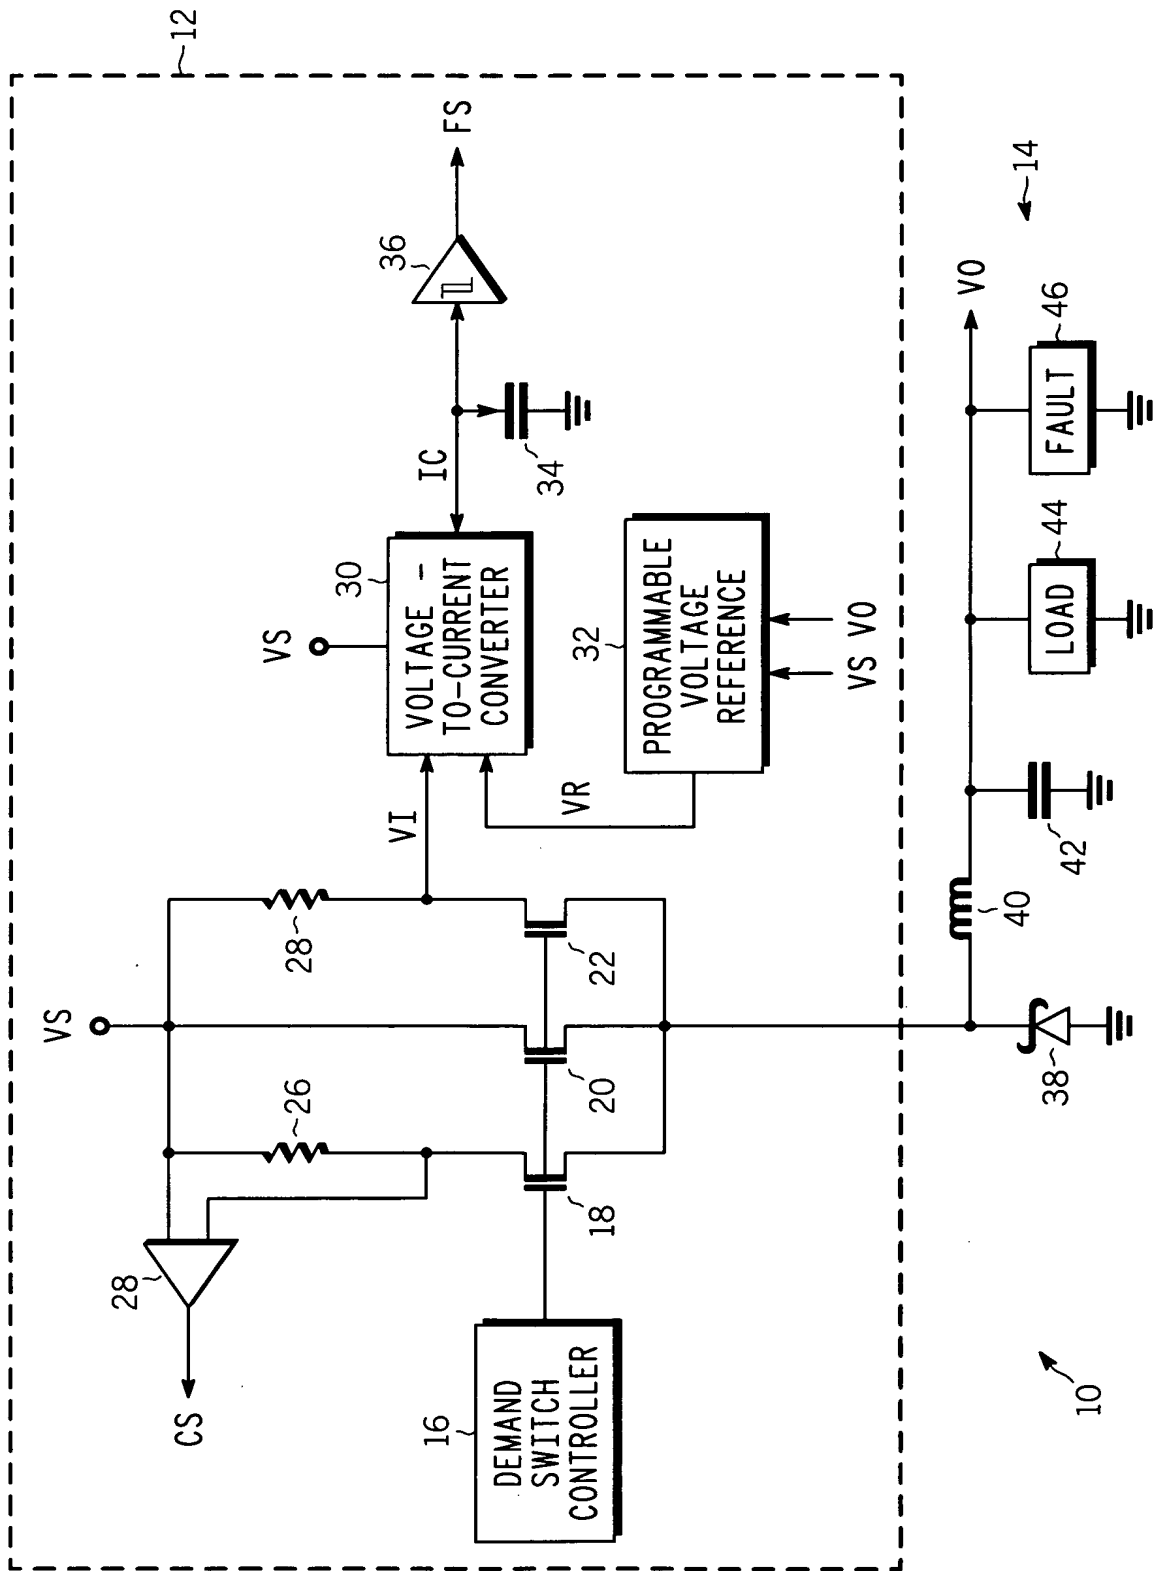 12
VS
28
CS
26
28
VI
VS
30
VOLTAGE -
TO-CURRENT
CONVERTER
IC
36
FS
34
VR
32
PROGRAMMABLE
VOLTAGE
REFERENCE
VS VO
16
DEMAND
SWITCH
CONTROLLER
18
20
22
10
38
40
42
44
LOAD
46
FAULT
VO
14